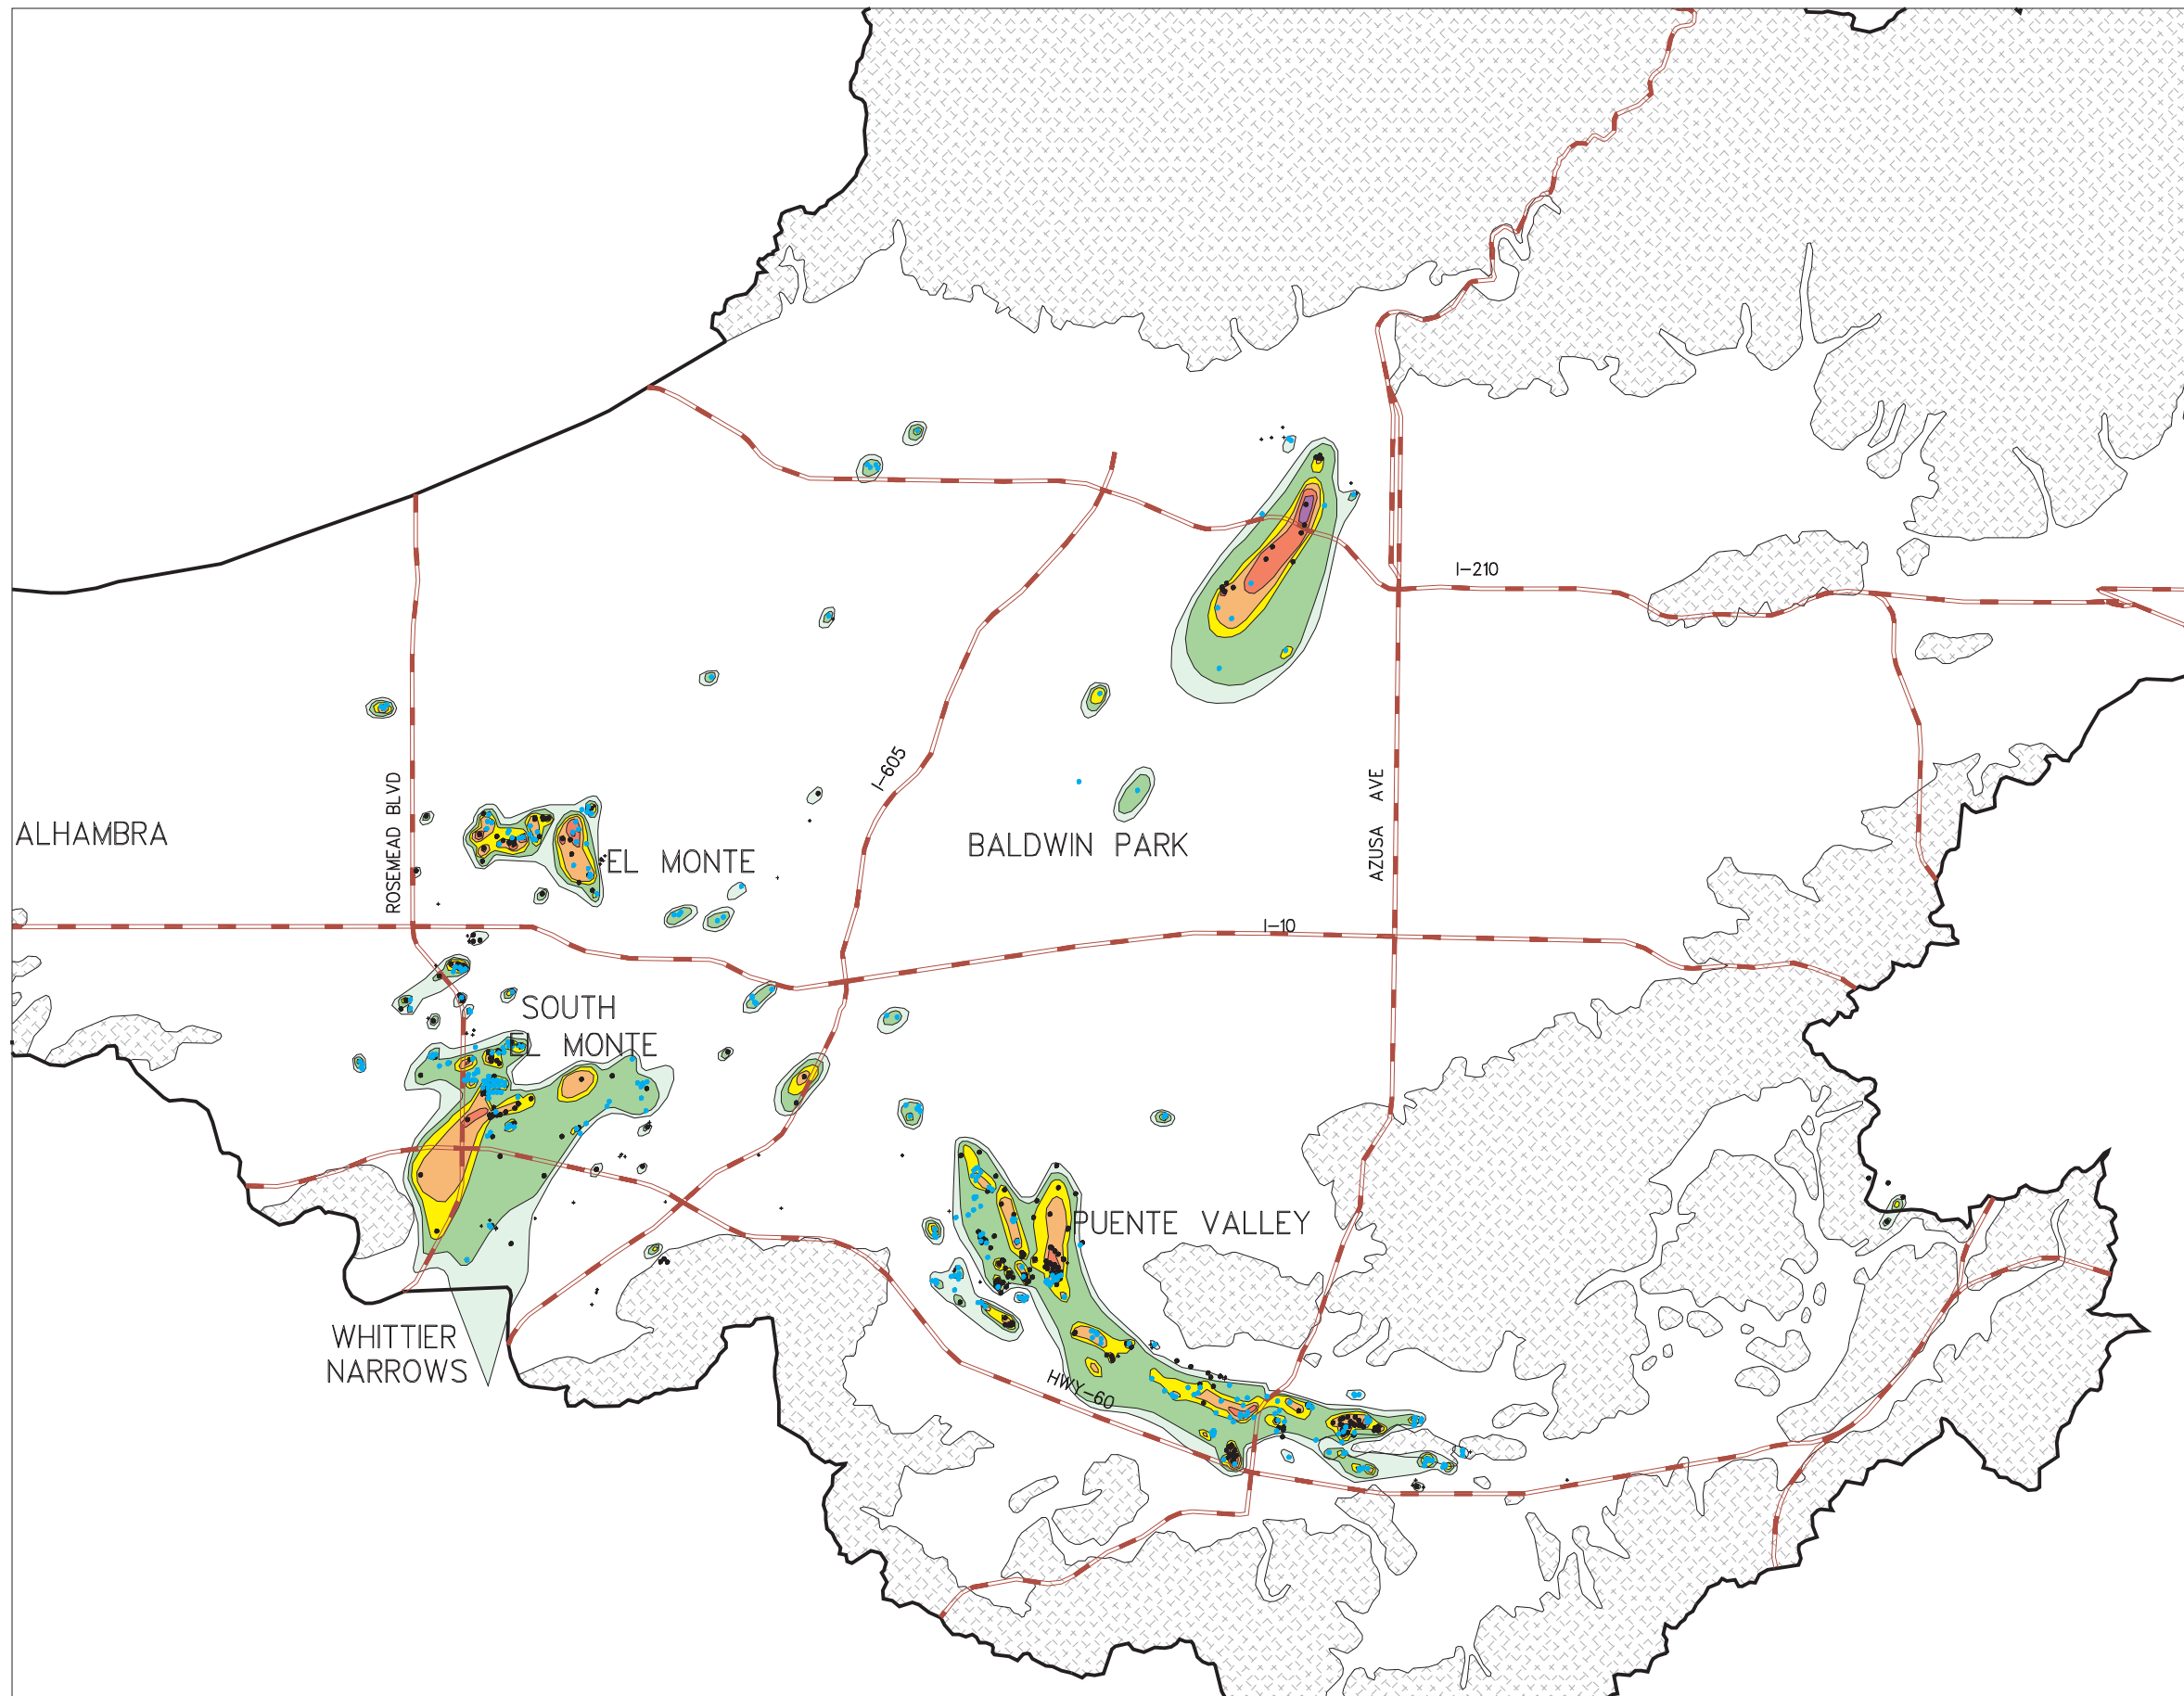 I-210
I-605
ROSEMEAD BLVD
AZUSA AVE
ALHAMBRA
EL MONTE
BALDWIN PARK
I-10
SOUTH
EL MONTE
PUENTE VALLEY
WHITTIER
NARROWS
HWY-60